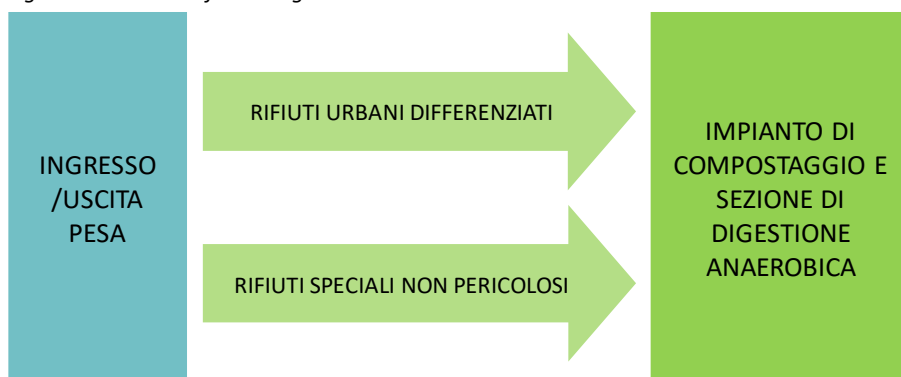 INGRESSO
/USCITA
PESA
RIFIUTI URBANI DIFFERENZIATI
RIFIUTI SPECIALI NON PERICOLOSI
IMPIANTO DI
COMPOSTAGGIO E
SEZIONE DI
DIGESTIONE
ANAEROBICA